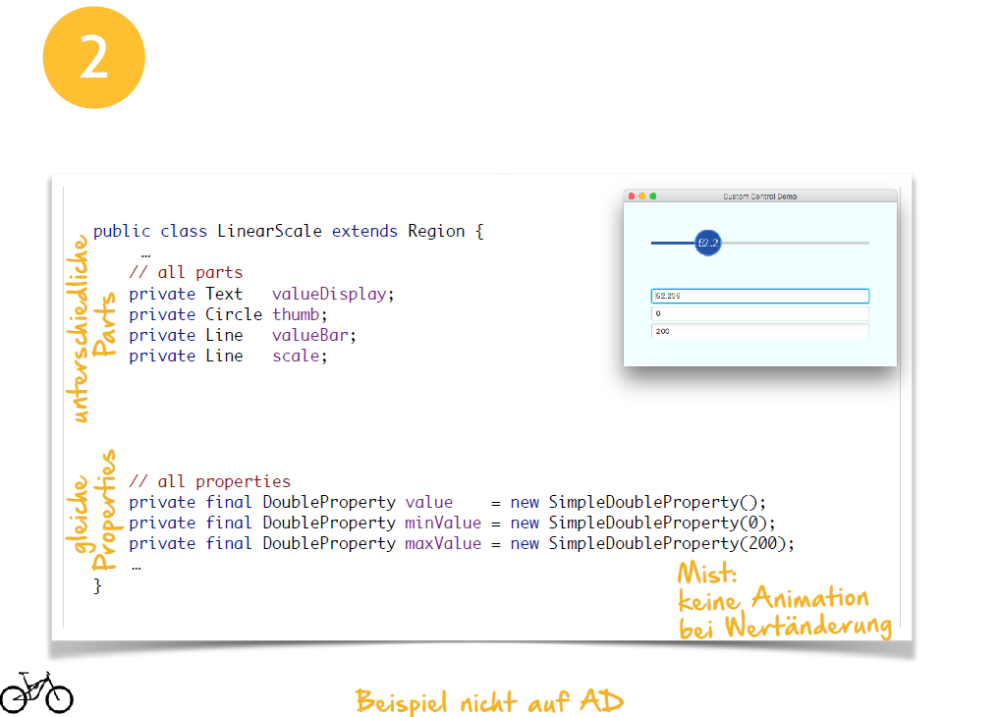 2
public class LinearScale extends Region {
…
// all parts
private Text valueDisplay;
private Circle thumb;
private Line valueBar;
private Line scale;
unterschiedliche
Parts
Custom Control Demo
52.2
52.239
0
200
// all properties
private final DoubleProperty value = new SimpleDoubleProperty();
private final DoubleProperty minValue = new SimpleDoubleProperty(0);
private final DoubleProperty maxValue = new SimpleDoubleProperty(200);
…
}
gleiche
Properties
Mist:
keine Animation
bei Wertänderung
Beispiel nicht auf AD